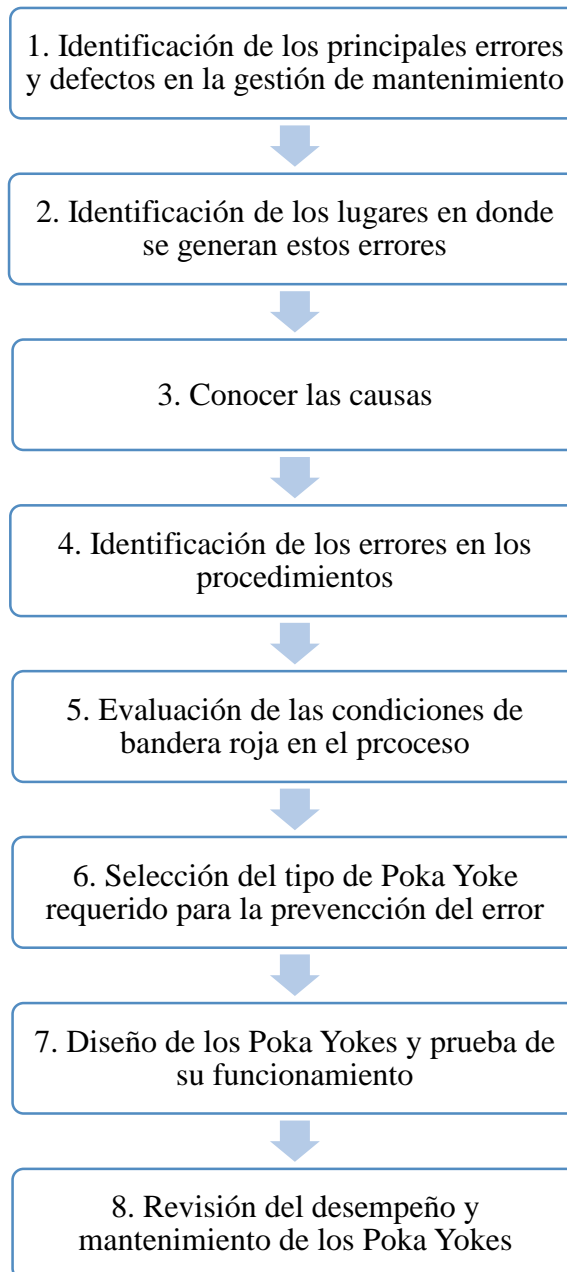 1. Identificación de los principales errores
y defectos en la gestión de mantenimiento
2. Identificación de los lugares en donde
se generan estos errores
3. Conocer las causas
4. Identificación de los errores en los
procedimientos
5. Evaluación de las condiciones de
bandera roja en el prcoceso
6. Selección del tipo de Poka Yoke
requerido para la prevencción del error
7. Diseño de los Poka Yokes y prueba de
su funcionamiento
8. Revisión del desempeño y
mantenimiento de los Poka Yokes